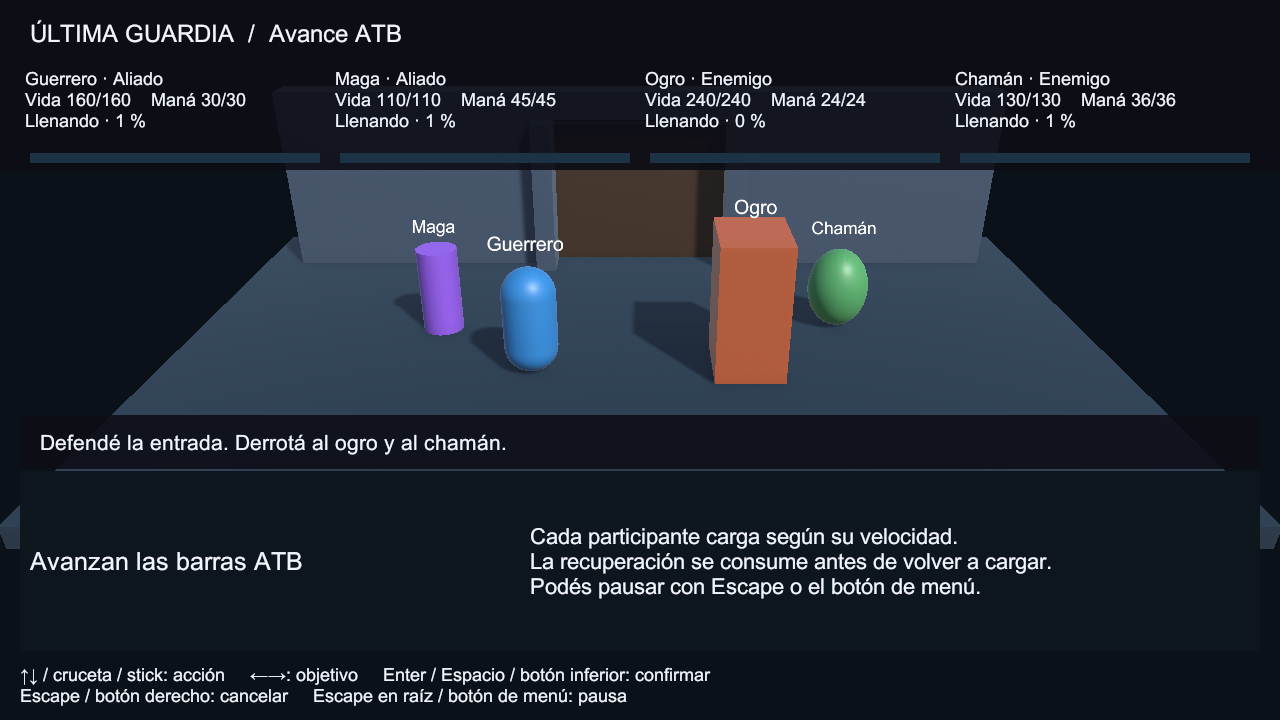 ÚLTIMA GUARDIA / Avance ATB
Guerrero · Aliado
Vida 160/160 Maná 30/30
Llenando · 1 %
Maga · Aliado
Vida 110/110 Maná 45/45
Llenando · 1 %
Ogro · Enemigo
Vida 240/240 Maná 24/24
Llenando · 0 %
Chamán · Enemigo
Vida 130/130 Maná 36/36
Llenando · 1 %
Maga
Guerrero
Ogro
Chamán
Defendé la entrada. Derrotá al ogro y al chamán.
Avanzan las barras ATB
Cada participante carga según su velocidad.
La recuperación se consume antes de volver a cargar.
Podés pausar con Escape o el botón de menú.
↑↓ / cruceta / stick: acción ←→: objetivo Enter / Espacio / botón inferior: confirmar
Escape / botón derecho: cancelar Escape en raíz / botón de menú: pausa